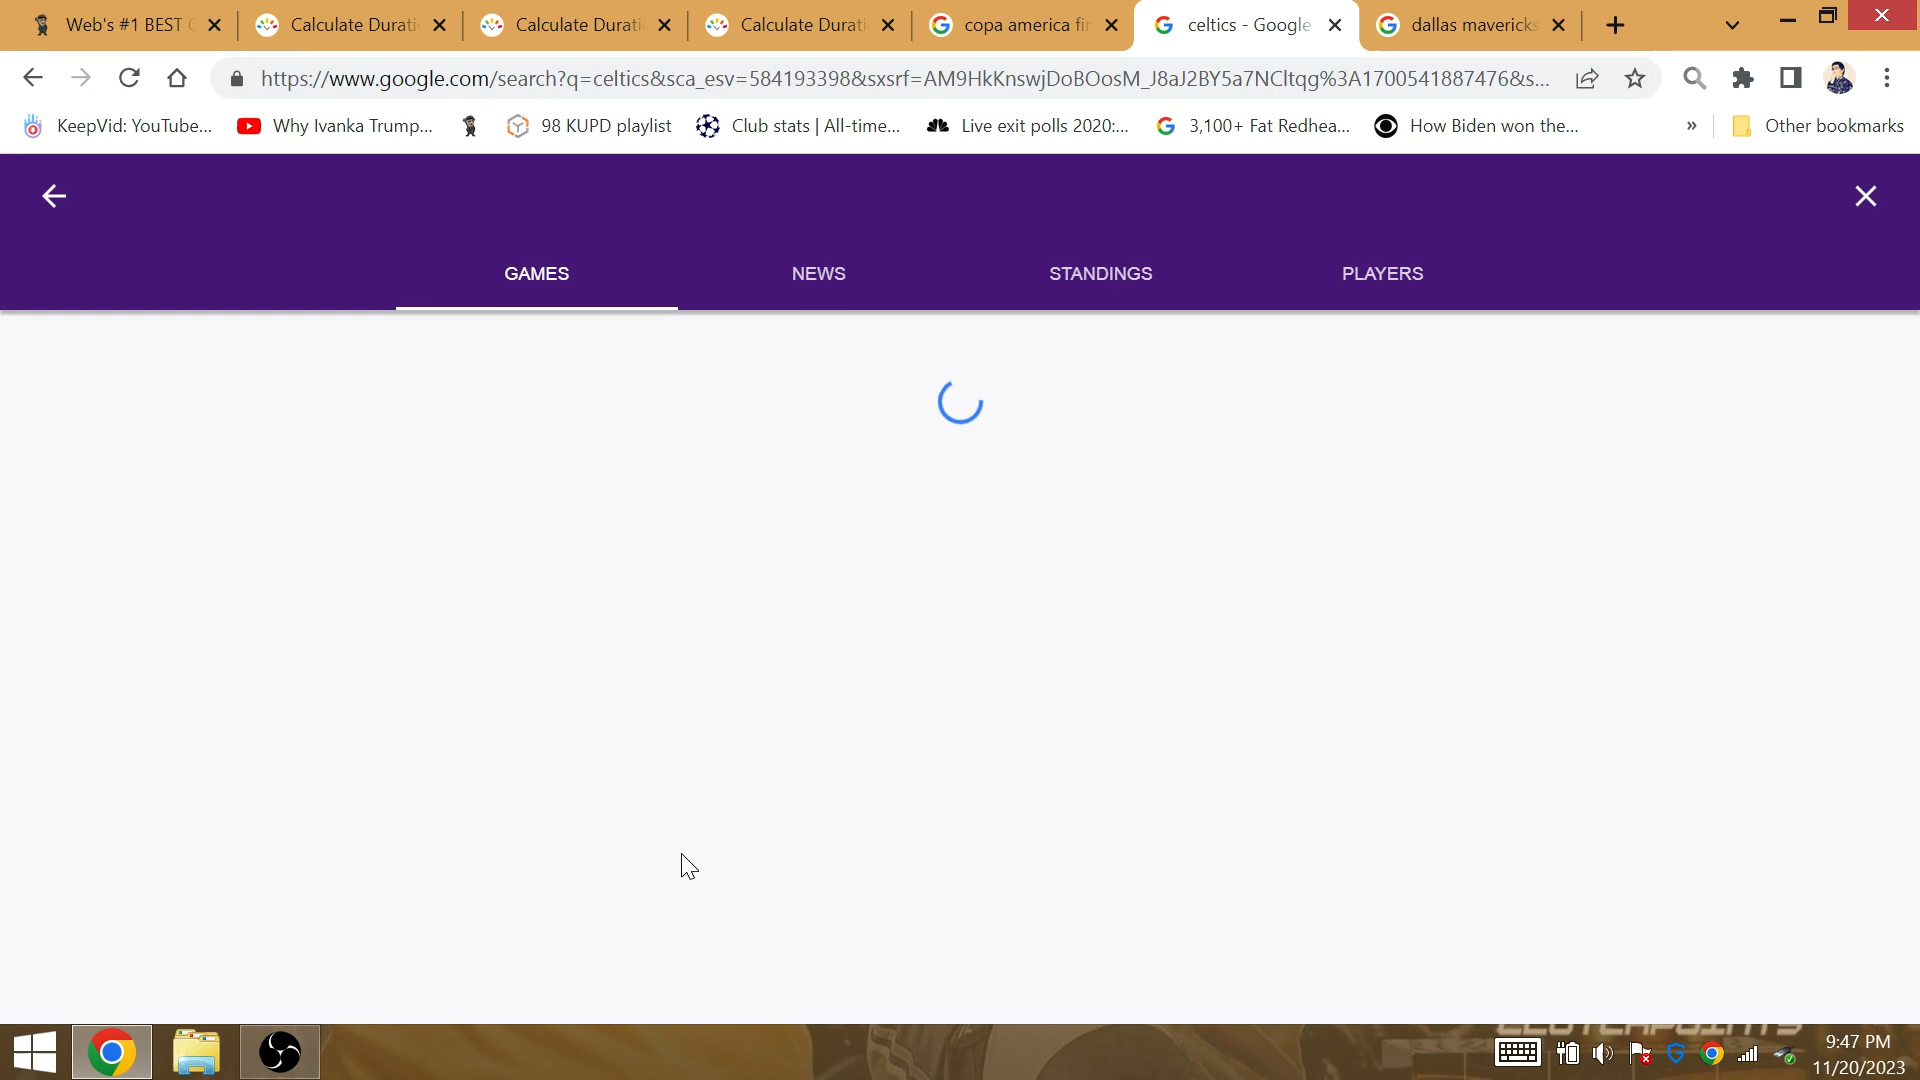 Web's #1 BEST C
Calculate Durati
Calculate Durati
Calculate Durati
copa america fin
celtics - Google
dallas mavericks
https://www.google.com/search?q=celtics&sca_esv=584193398&sxsrf=AM9HkKnswjDoBOosM_J8aJ2BY5a7NCltqg%3A1700541887476&s...
KeepVid: YouTube...
Why Ivanka Trump...
98 KUPD playlist
Club stats | All-time...
Live exit polls 2020:...
3,100+ Fat Redhea...
How Biden won the...
»
Other bookmarks
GAMES
NEWS
STANDINGS
PLAYERS
CLUTCHPOINTS
9:47 PM
11/20/2023